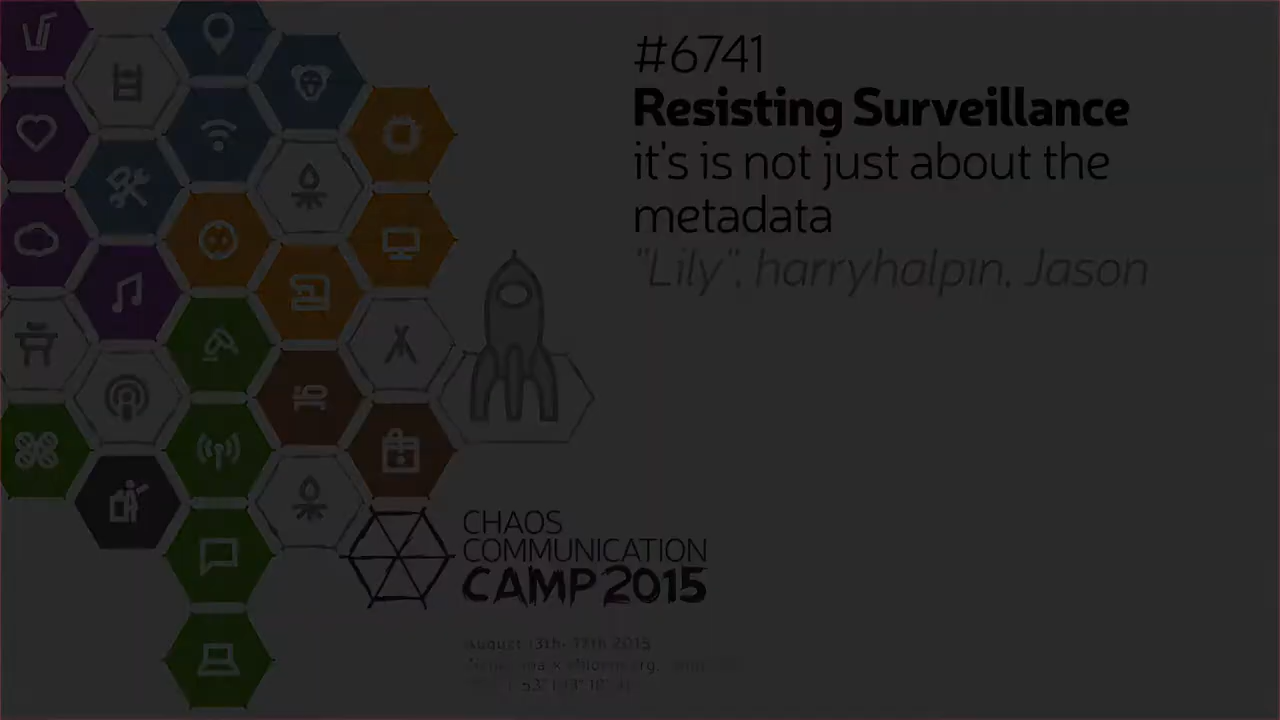 #6741
Resisting Surveillance
it's is not just about the
metadata
"Lily", harryhalpin, Jason
CHAOS
COMMUNICATION
CAMP 2015
August 13th- 17th 2015